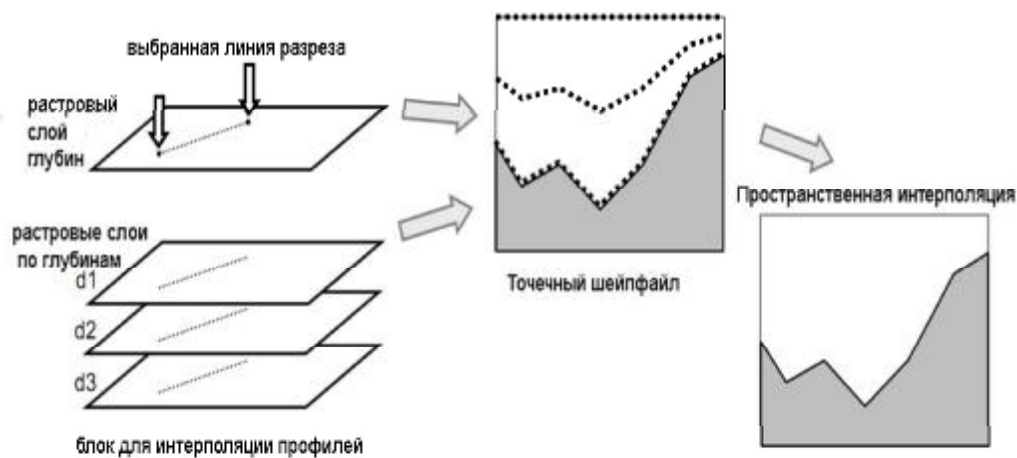 выбранная линия разреза
растровый
слой
глубин
растровые слои
по глубинам
d1
d2
d3
блок для интерполяции профилей
Точечный шейпфайл
Пространственная интерполяция